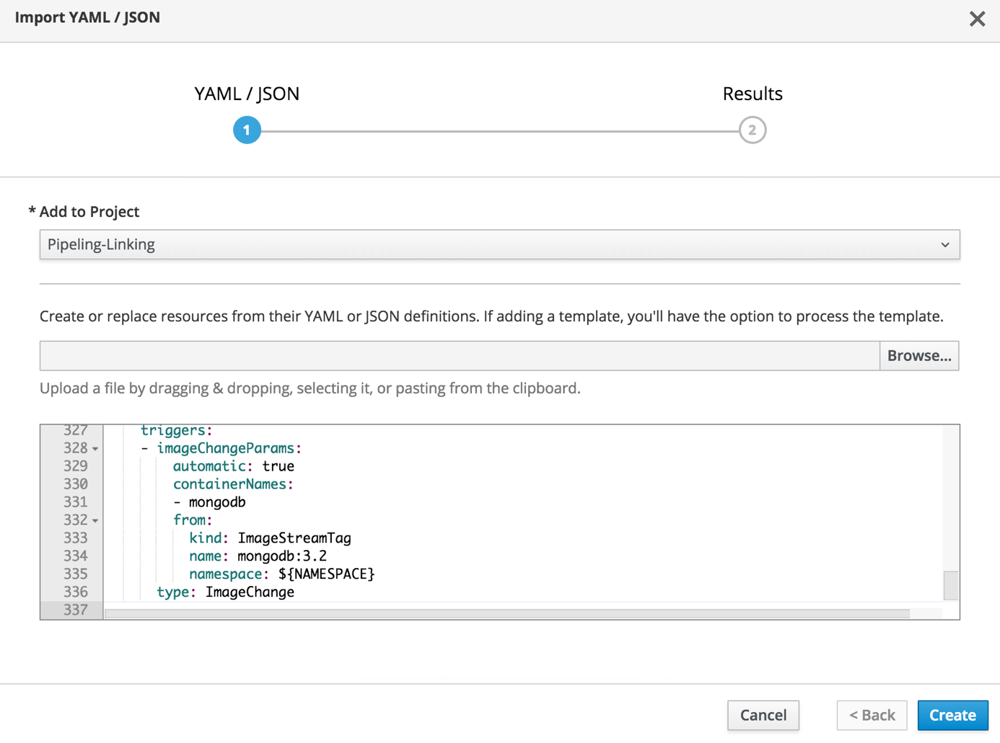 Import YAML / JSON
YAML / JSON
Results
1
2
* Add to Project
Pipeling-Linking
Create or replace resources from their YAML or JSON definitions. If adding a template, you'll have the option to process the template.
Browse...
Upload a file by dragging & dropping, selecting it, or pasting from the clipboard.
327 triggers:
328 - imageChangeParams:
329 automatic: true
330 containerNames:
331 - mongodb
332 from:
333 kind: ImageStreamTag
334 name: mongodb:3.2
335 namespace: ${NAMESPACE}
336 type: ImageChange
337
Cancel
< Back
Create